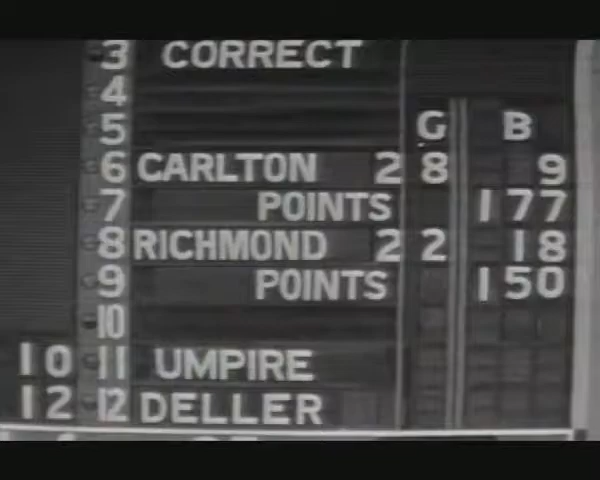 3 CORRECT
4
5 G B
6 CARLTON 28 9
7 POINTS 177
8 RICHMOND 22 18
9 POINTS 150
10
10 11 UMPIRE
12 12 DELLER